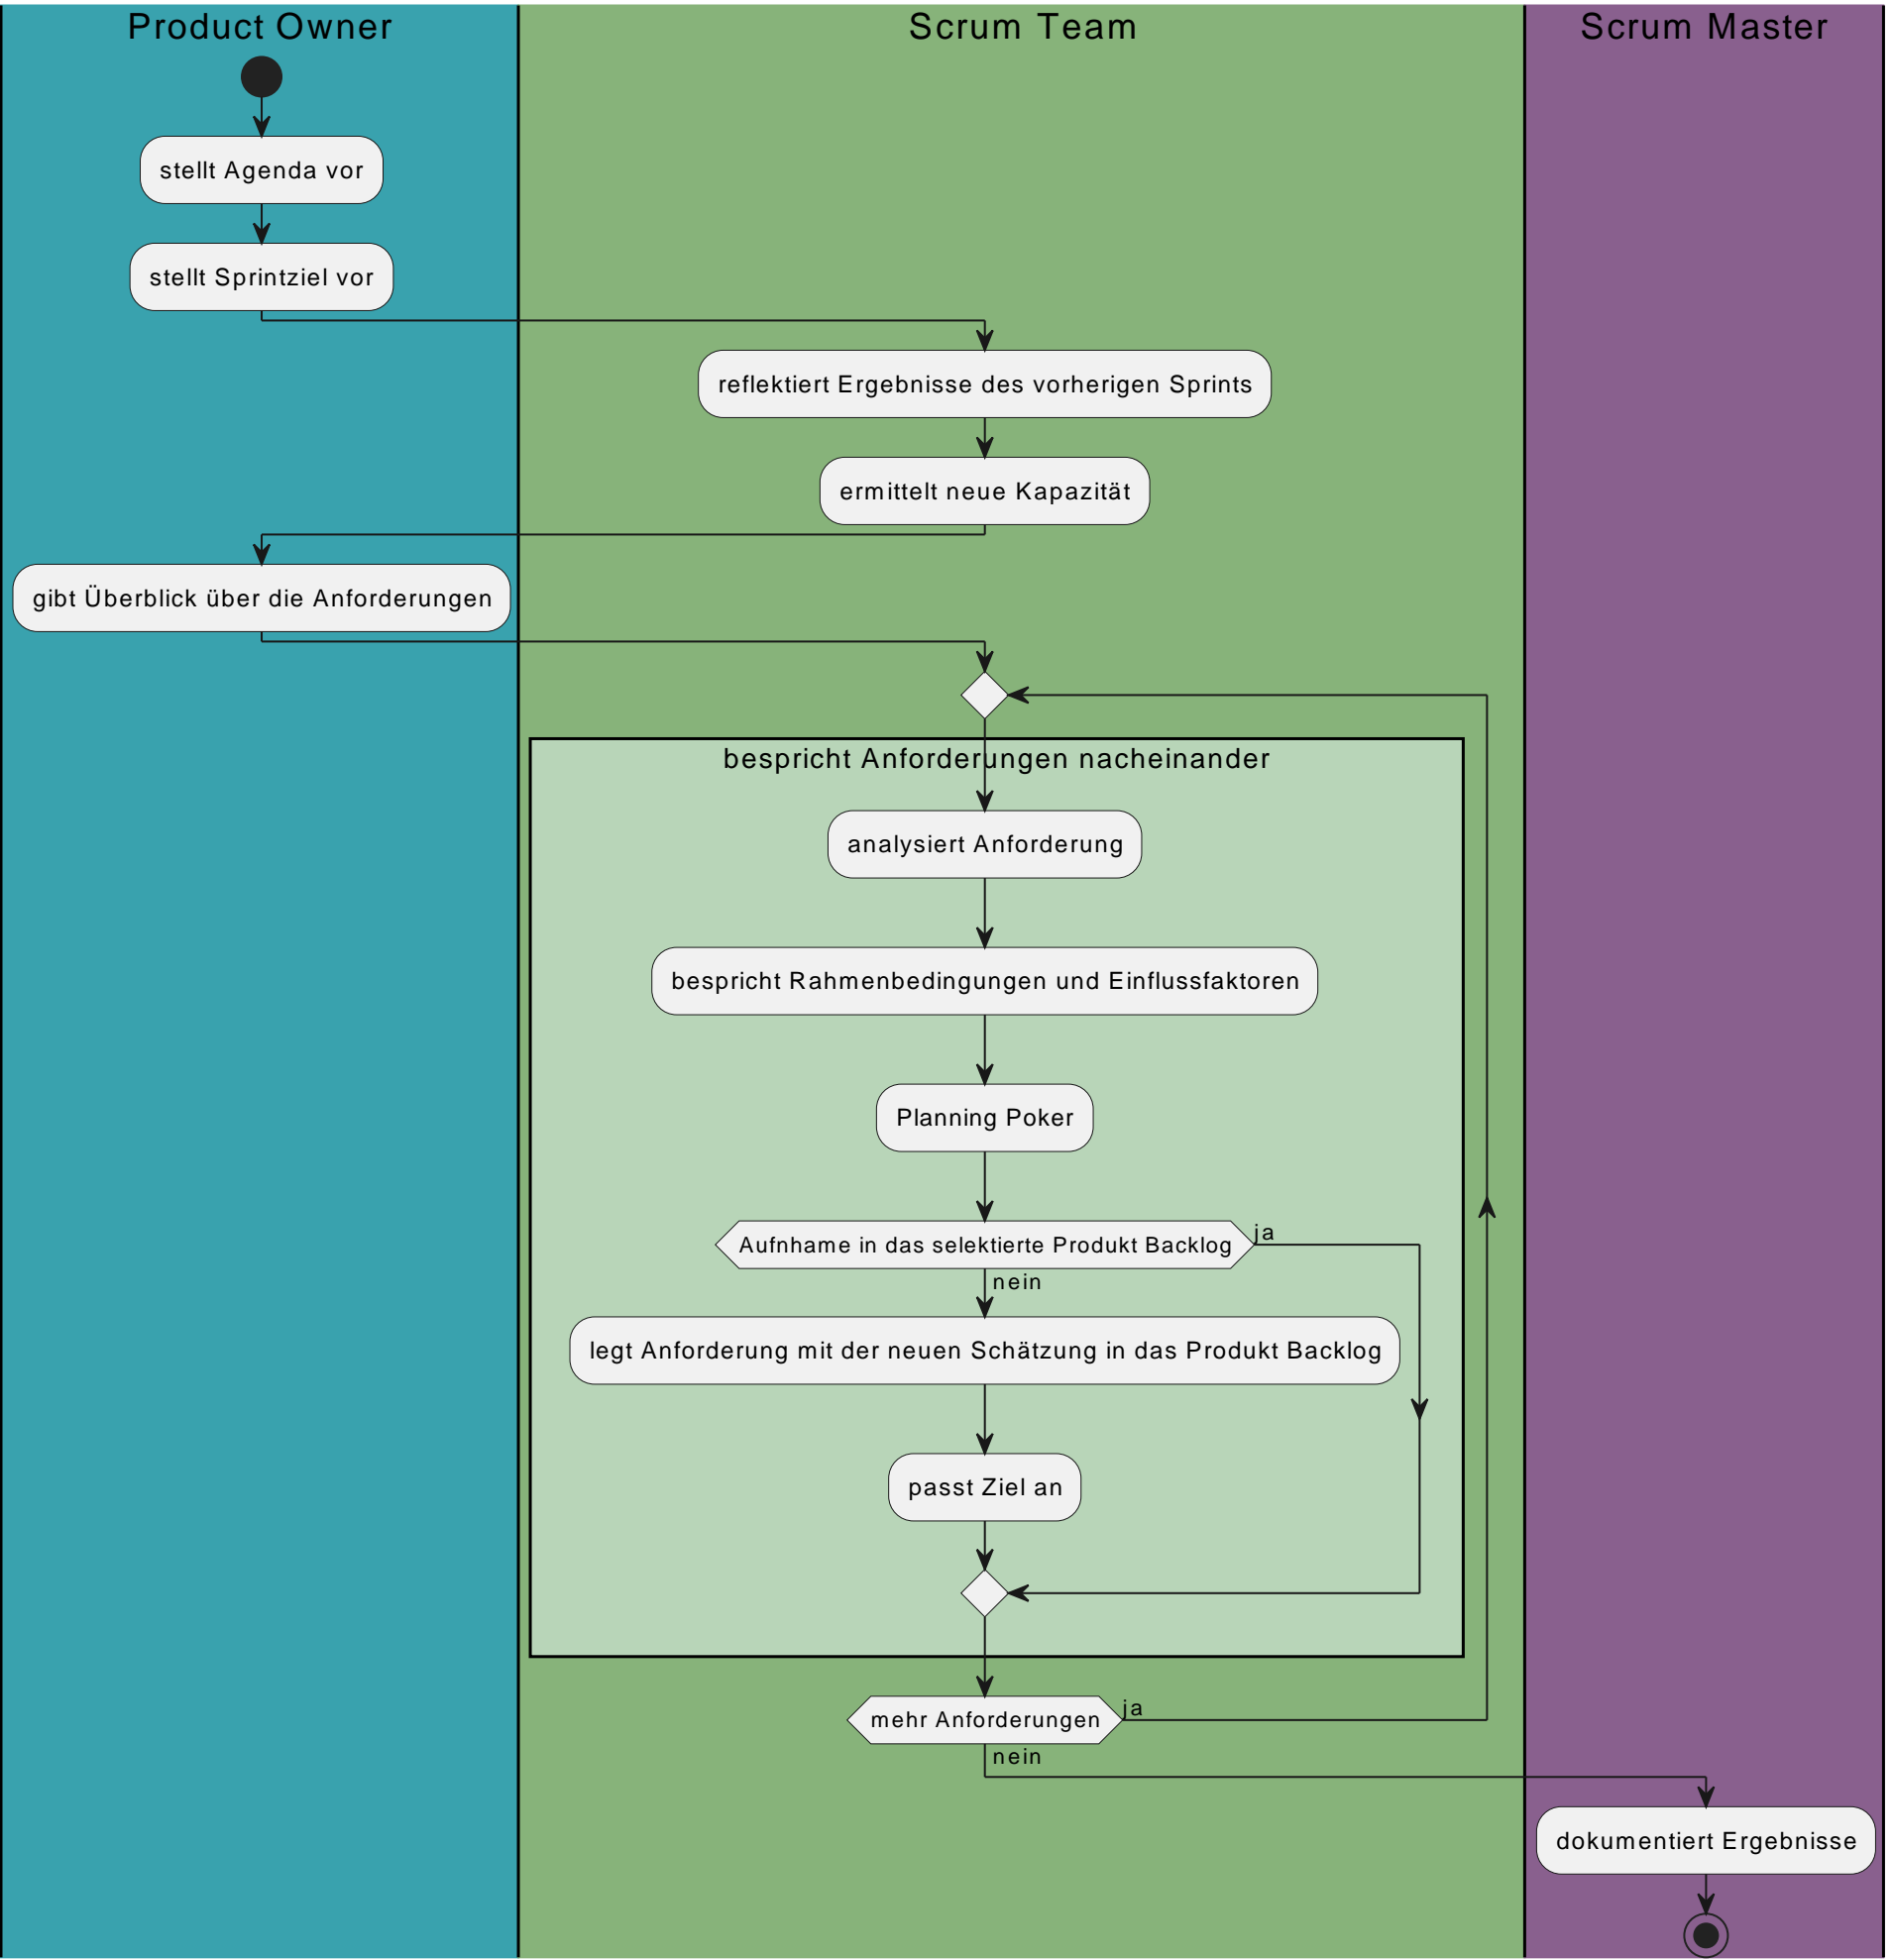 Product Owner
Scrum Team
Scrum Master
stellt Agenda vor
stellt Sprintziel vor
reflektiert Ergebnisse des vorherigen Sprints
ermittelt neue Kapazität
gibt Überblick über die Anforderungen
bespricht Anforderungen nacheinander
analysiert Anforderung
bespricht Rahmenbedingungen und Einflussfaktoren
Planning Poker
Aufnhame in das selektierte Produkt Backlog
ja
nein
legt Anforderung mit der neuen Schätzung in das Produkt Backlog
passt Ziel an
mehr Anforderungen
ja
nein
dokumentiert Ergebnisse